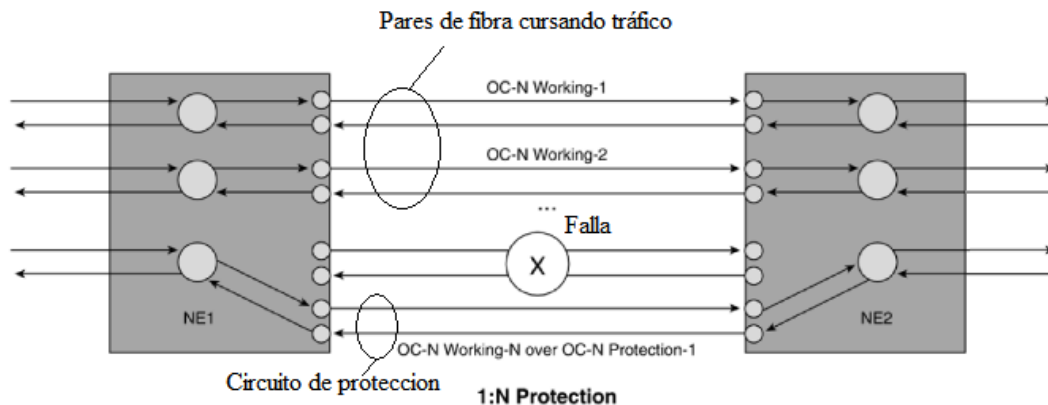 Pares de fibra cursando tráfico
OC-N Working-1
OC-N Working-2
...
Falla
X
NE1
NE2
OC-N Working-N over OC-N Protection-1
Circuito de proteccion
1:N Protection